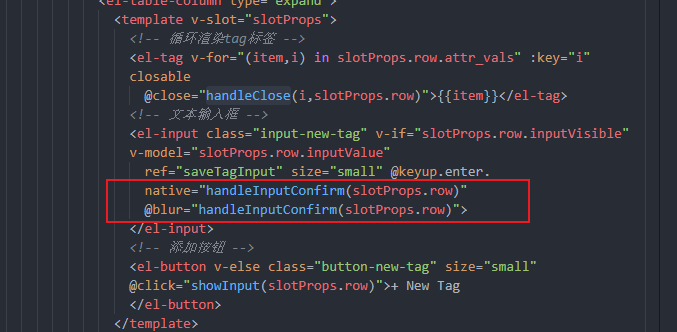 <el-table-column type="expand">
<template v-slot="slotProps">
<!-- 循环渲染tag标签 -->
<el-tag v-for="(item,i) in slotProps.row.attr_vals" :key="i"
closable
@close="handleClose(i,slotProps.row)">{{item}}</el-tag>
<!-- 文本输入框 -->
<el-input class="input-new-tag" v-if="slotProps.row.inputVisible"
v-model="slotProps.row.inputValue"
ref="saveTagInput" size="small" @keyup.enter.
native="handleInputConfirm(slotProps.row)"
@blur="handleInputConfirm(slotProps.row)">
</el-input>
<!-- 添加按钮 -->
<el-button v-else class="button-new-tag" size="small"
@click="showInput(slotProps.row)">+ New Tag
</el-button>
</template>